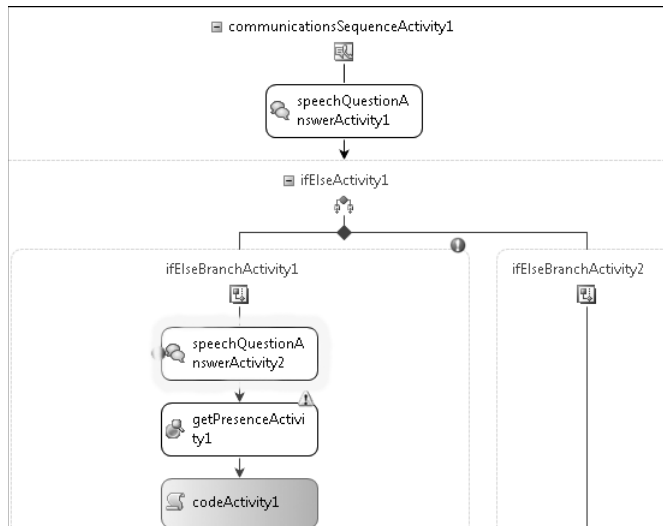 communicationsSequenceActivity1
speechQuestionA
nswerActivity1
ifElseActivity1
ifElseBranchActivity1
ifElseBranchActivity2
speechQuestionA
nswerActivity2
getPresenceActivi
ty1
codeActivity1